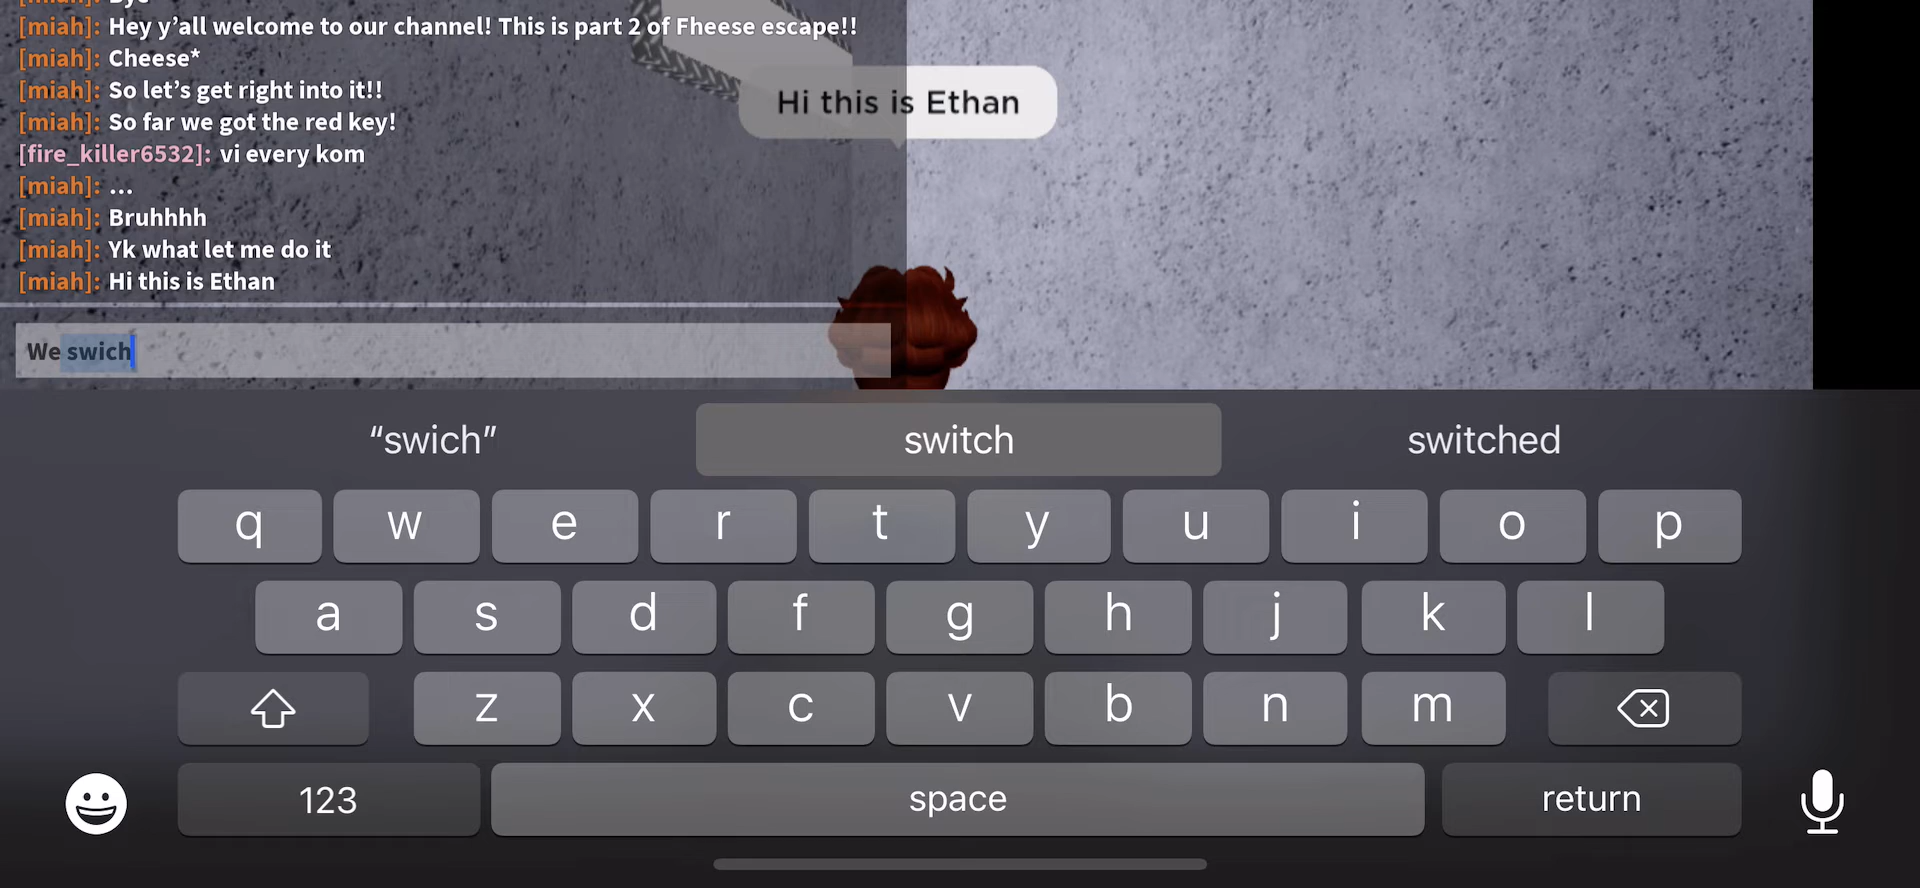 [miah]: Bye
[miah]: Hey y’all welcome to our channel! This is part 2 of Fheese escape!!
[miah]: Cheese*
[miah]: So let’s get right into it!!
[miah]: So far we got the red key!
[fire_killer6532]: vi every kom
[miah]: ...
[miah]: Bruhhhh
[miah]: Yk what let me do it
[miah]: Hi this is Ethan
Hi this is Ethan
We swich
“swich” switch switched
q w e r t y u i o p
a s d f g h j k l
z x c v b n m
123 space return